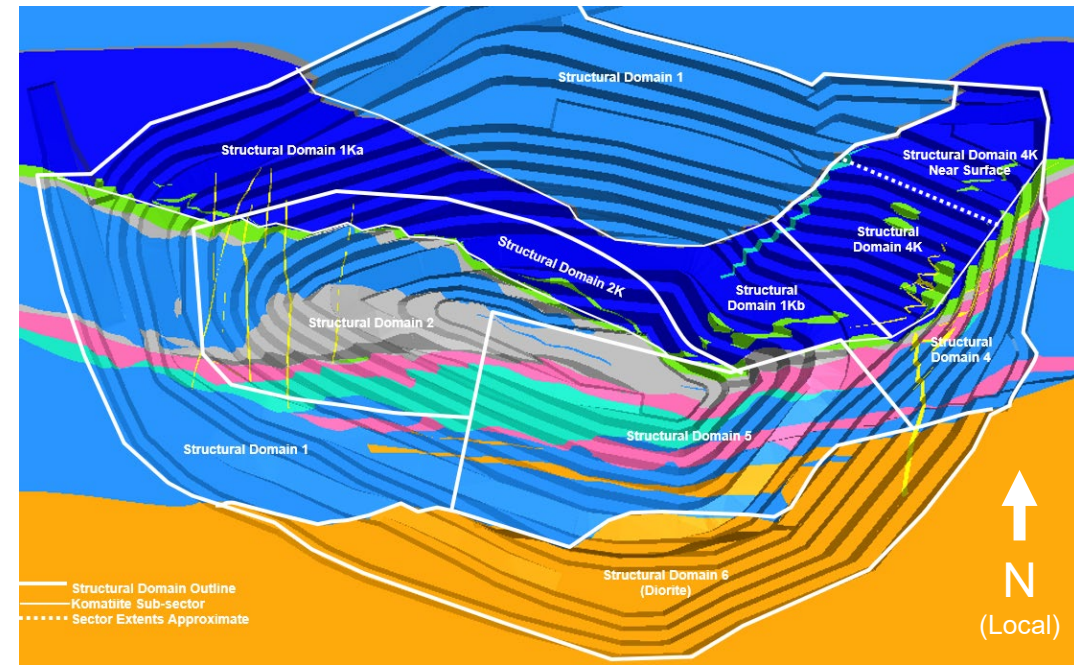 Structural Domain 1
Structural Domain 1Ka
Structural Domain 4K
Near Surface
Structural
Domain 4K
Structural Domain 2K
Structural
Domain 1Kb
Structural Domain 2
Structural
Domain 4
Structural Domain 5
Structural Domain 1
Structural Domain 6
(Diorite)
Structural Domain Outline
Komatiite Sub-sector
Sector Extents Approximate
N
(Local)